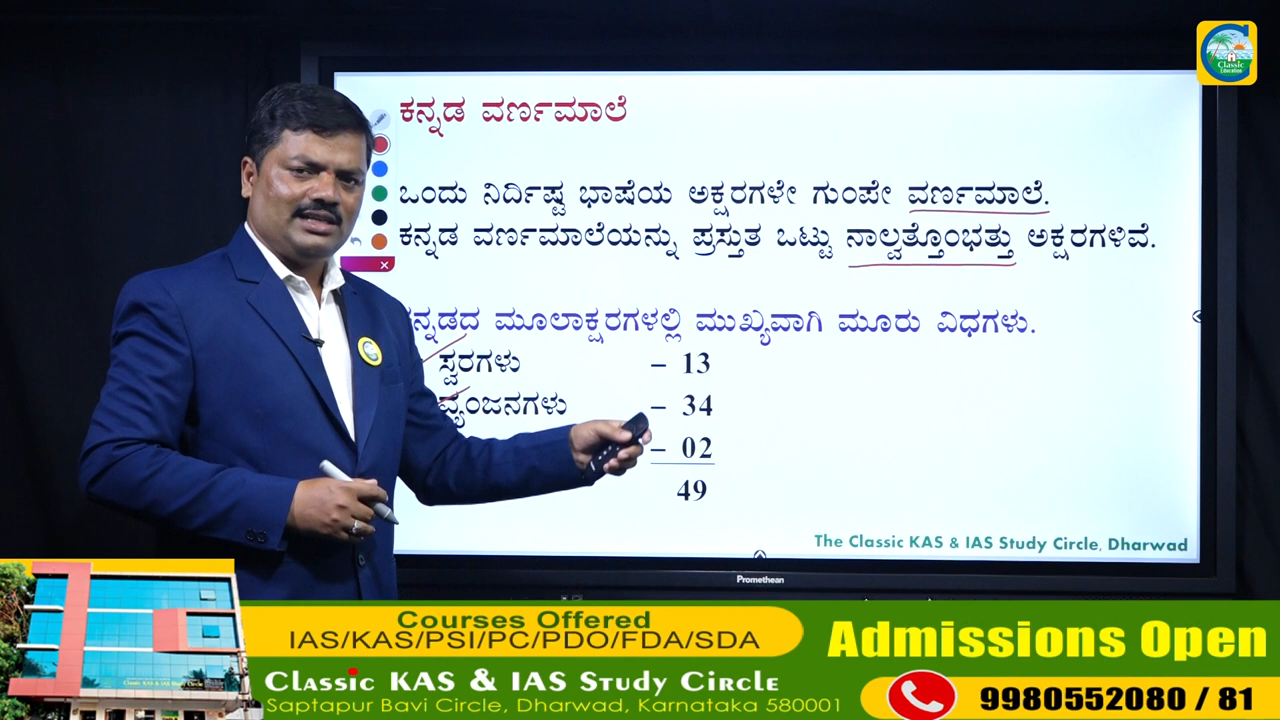 Classic
Education
ಕನ್ನಡ ವರ್ಣಮಾಲೆ
ಒಂದು ನಿರ್ದಿಷ್ಟ ಭಾಷೆಯ ಅಕ್ಷರಗಳೇ ಗುಂಪೇ ವರ್ಣಮಾಲೆ.
ಕನ್ನಡ ವರ್ಣಮಾಲೆಯನ್ನು ಪ್ರಸ್ತುತ ಒಟ್ಟು ನಾಲ್ವತ್ತೊಂಭತ್ತು ಅಕ್ಷರಗಳಿವೆ.
ಕನ್ನಡದ ಮೂಲಾಕ್ಷರಗಳಲ್ಲಿ ಮುಖ್ಯವಾಗಿ ಮೂರು ವಿಧಗಳು.
ಸ್ವರಗಳು – 13
ವ್ಯಂಜನಗಳು – 34
– 02
49
The Classic KAS & IAS Study Circle, Dharwad
Promethean
Courses Offered
IAS/KAS/PSI/PC/PDO/FDA/SDA
Classic KAS & IAS Study Circle
Saptapur Bavi Circle, Dharwad, Karnataka 580001
Admissions Open
9980552080 / 81